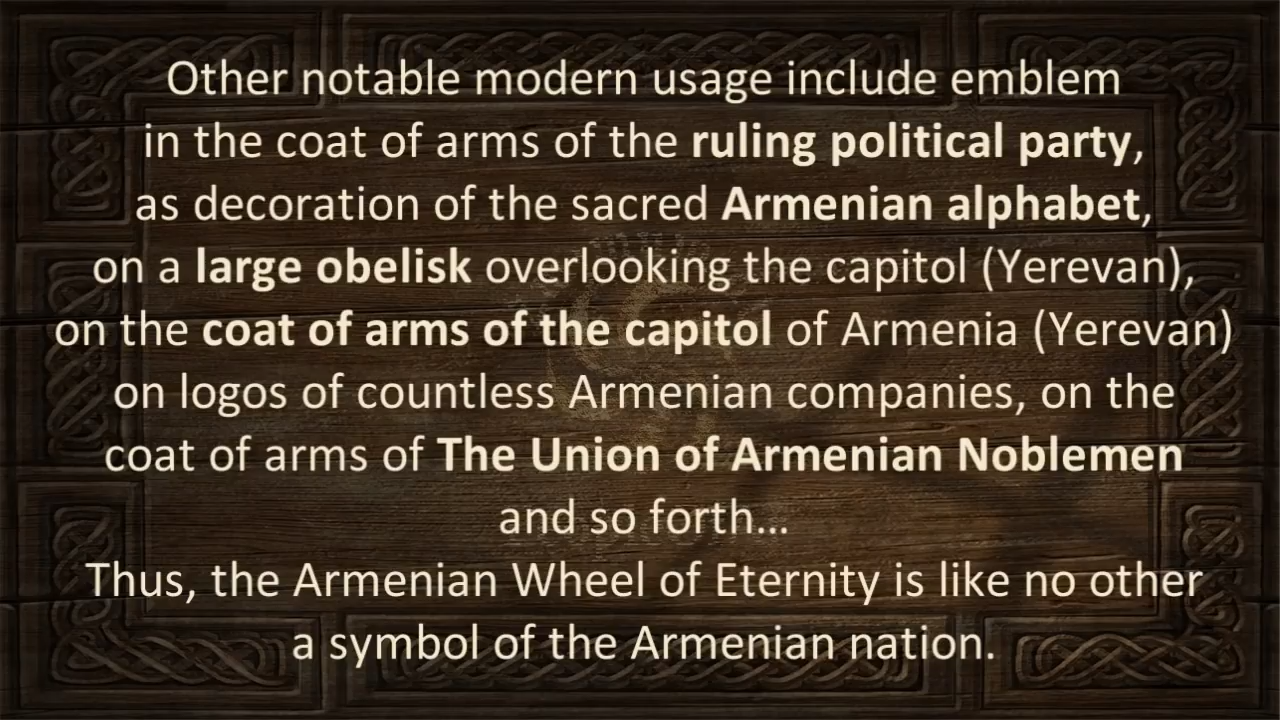 Other notable modern usage include emblem
in the coat of arms of the ruling political party,
as decoration of the sacred Armenian alphabet,
on a large obelisk overlooking the capitol (Yerevan),
on the coat of arms of the capitol of Armenia (Yerevan)
on logos of countless Armenian companies, on the
coat of arms of The Union of Armenian Noblemen
and so forth...
Thus, the Armenian Wheel of Eternity is like no other
a symbol of the Armenian nation.